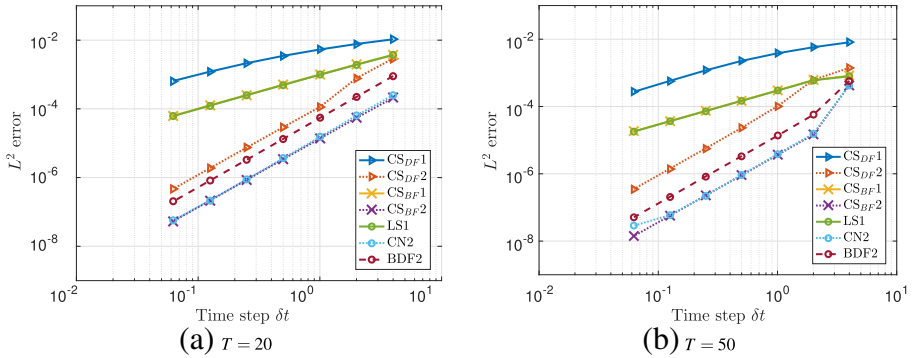 10^-2
10^-4
10^-6
10^-8
L^2 error
10^-2
10^-1
10^0
10^1
Time step δt
CS_DF1
CS_DF2
CS_BF1
CS_BF2
LS1
CN2
BDF2
(a) T = 20
10^-2
10^-4
10^-6
10^-8
L^2 error
10^-2
10^-1
10^0
10^1
Time step δt
CS_DF1
CS_DF2
CS_BF1
CS_BF2
LS1
CN2
BDF2
(b) T = 50